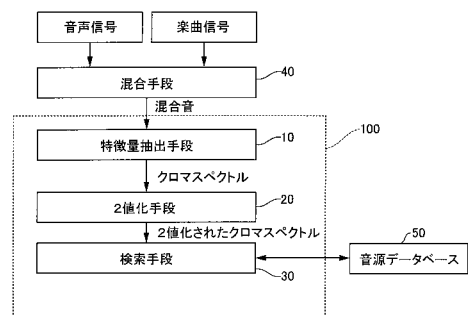 音声信号
楽曲信号
混合手段
40
混合音
100
特徴量抽出手段
10
クロマスペクトル
2値化手段
20
2値化されたクロマスペクトル
50
検索手段
30
音源データベース